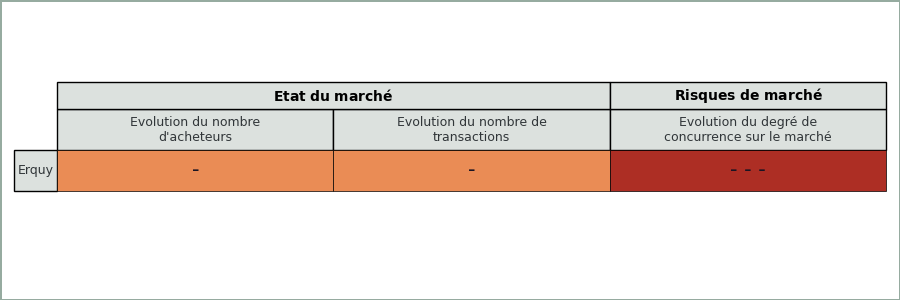 Etat du marché
Risques de marché
Evolution du nombre
d'acheteurs
Evolution du nombre de
transactions
Evolution du degré de
concurrence sur le marché
Erquy
–
–
– – –